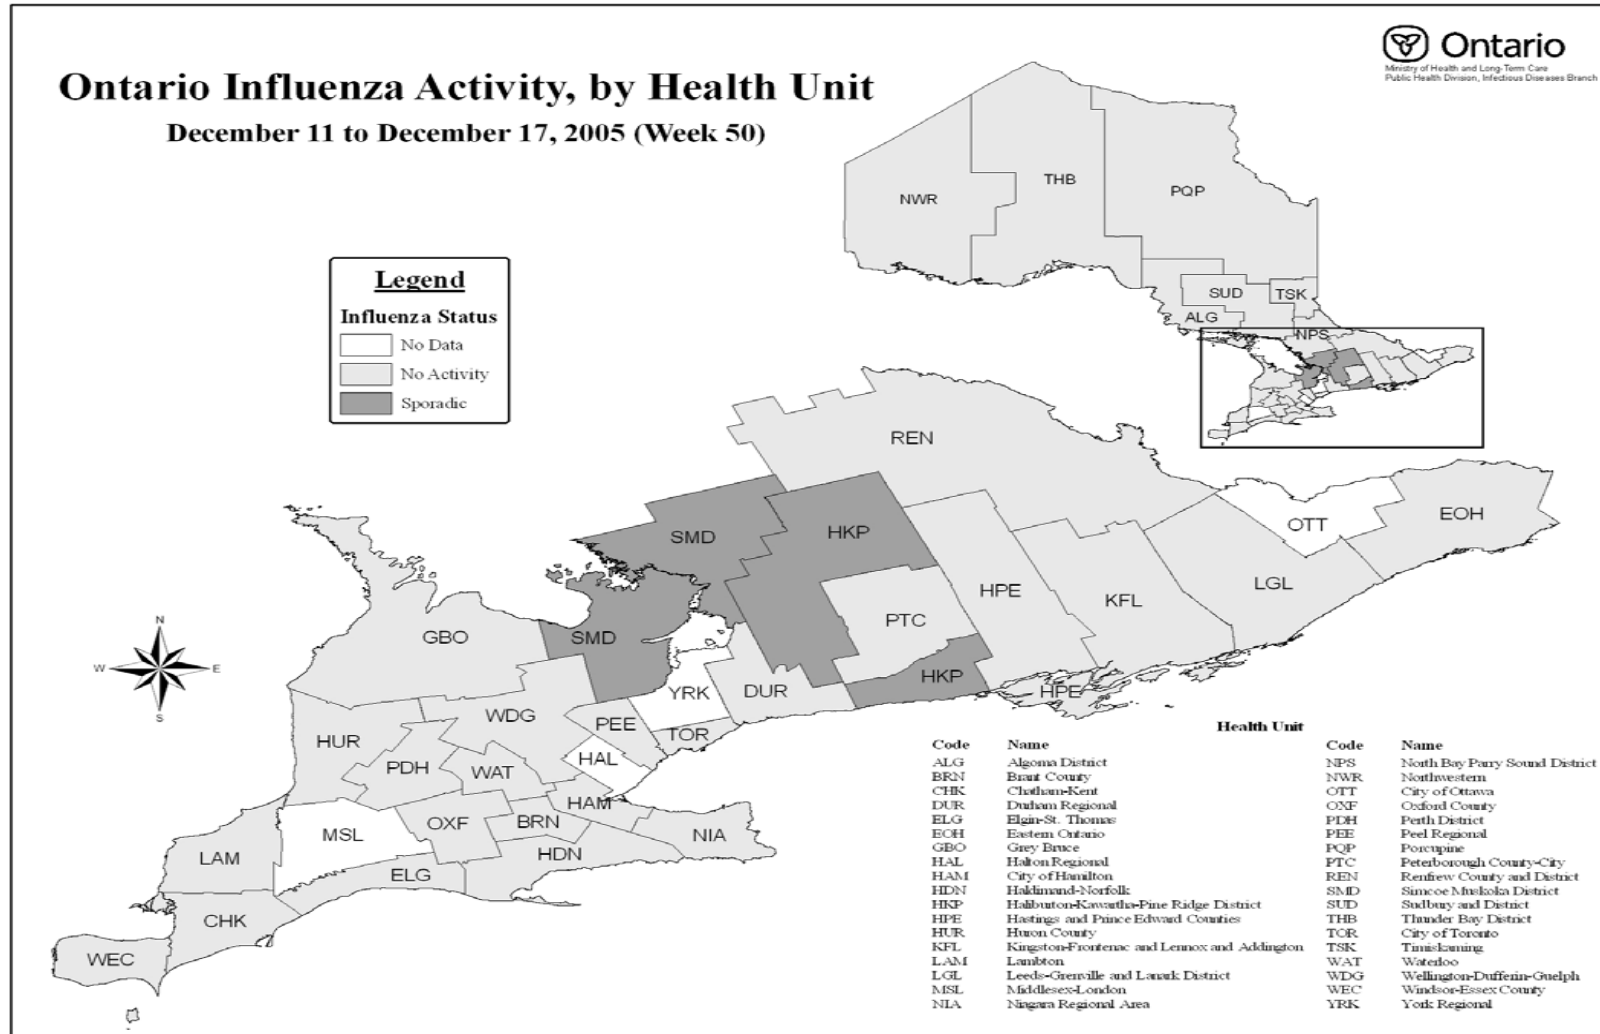 Ontario
Ministry of Health and Long-Term Care
Public Health Division, Infectious Diseases Branch
Ontario Influenza Activity, by Health Unit
December 11 to December 17, 2005 (Week 50)
Legend
Influenza Status
No Data
No Activity
Sporadic
NWR
THB
PQP
SUD
TSK
ALG
NPS
REN
SMD
HKP
OTT
EOH
GBO
SMD
PTC
HPE
KFL
LGL
N
W
E
S
HKP
YRK
DUR
HPE
WDG
PEE
TOR
HUR
PDH
WAT
HAL
HAM
MSL
OXF
BRN
NIA
LAM
ELG
HDN
CHK
WEC
Health Unit
Code Name Code Name
ALG Algoma District NPS North Bay Parry Sound District
BRN Brant County NWR Northwestern
CHK Chatham-Kent OTT City of Ottawa
DUR Durham Regional OXF Oxford County
ELG Elgin-St. Thomas PDH Perth District
EOH Eastern Ontario PEE Peel Regional
GBO Grey Bruce PQP Porcupine
HAL Halton Regional PTC Peterborough County-City
HAM City of Hamilton REN Renfrew County and District
HDN Haldimand-Norfolk SMD Simcoe Muskoka District
HKP Haliburton-Kawartha-Pine Ridge District SUD Sudbury and District
HPE Hastings and Prince Edward Counties THB Thunder Bay District
HUR Huron County TOR City of Toronto
KFL Kingston-Frontenac and Lennox and Addington TSK Timiskaming
LAM Lambton WAT Waterloo
LGL Leeds-Grenville and Lanark District WDG Wellington-Dufferin-Guelph
MSL Middlesex-London WEC Windsor-Essex County
NIA Niagara Regional Area YRK York Regional